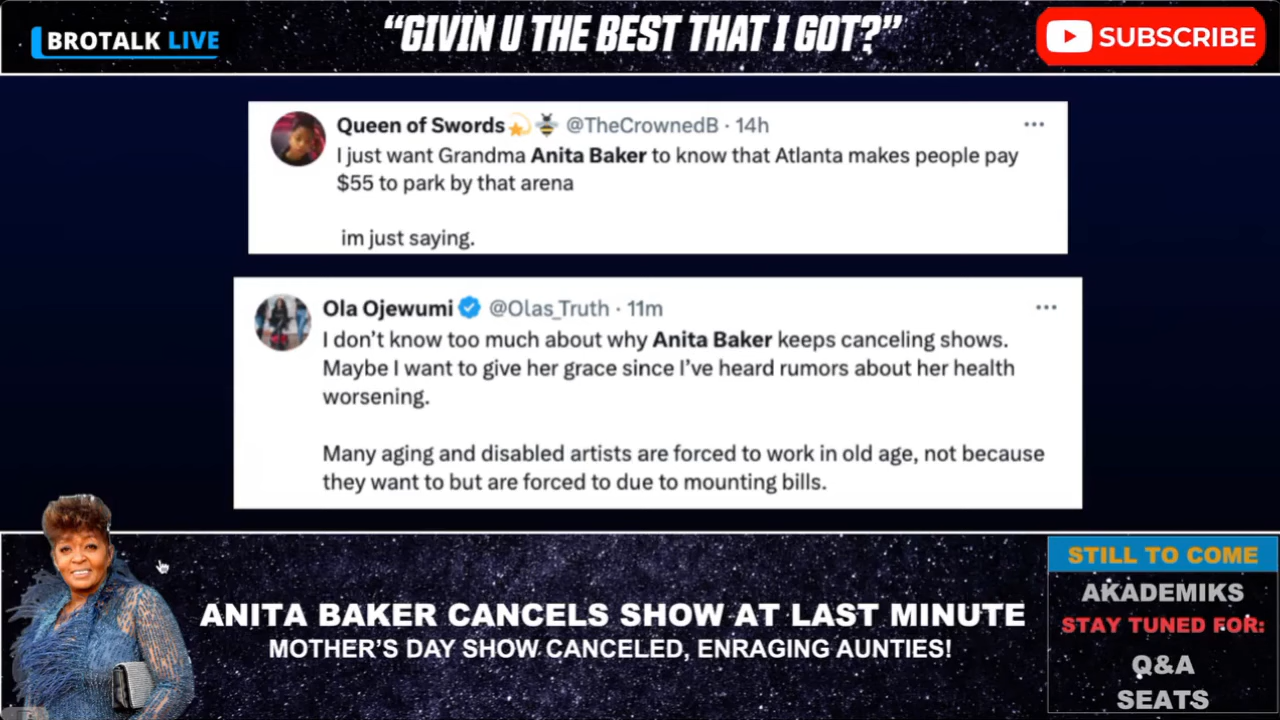 BROTALK LIVE
“GIVIN U THE BEST THAT I GOT?”
SUBSCRIBE
Queen of Swords💫🐝 @TheCrownedB · 14h
I just want Grandma Anita Baker to know that Atlanta makes people pay
$55 to park by that arena
im just saying.
Ola Ojewumi @Olas_Truth · 11m
I don’t know too much about why Anita Baker keeps canceling shows.
Maybe I want to give her grace since I’ve heard rumors about her health
worsening.
Many aging and disabled artists are forced to work in old age, not because
they want to but are forced to due to mounting bills.
ANITA BAKER CANCELS SHOW AT LAST MINUTE
MOTHER’S DAY SHOW CANCELED, ENRAGING AUNTIES!
STILL TO COME
AKADEMIKS
STAY TUNED FOR:
Q&A
SEATS